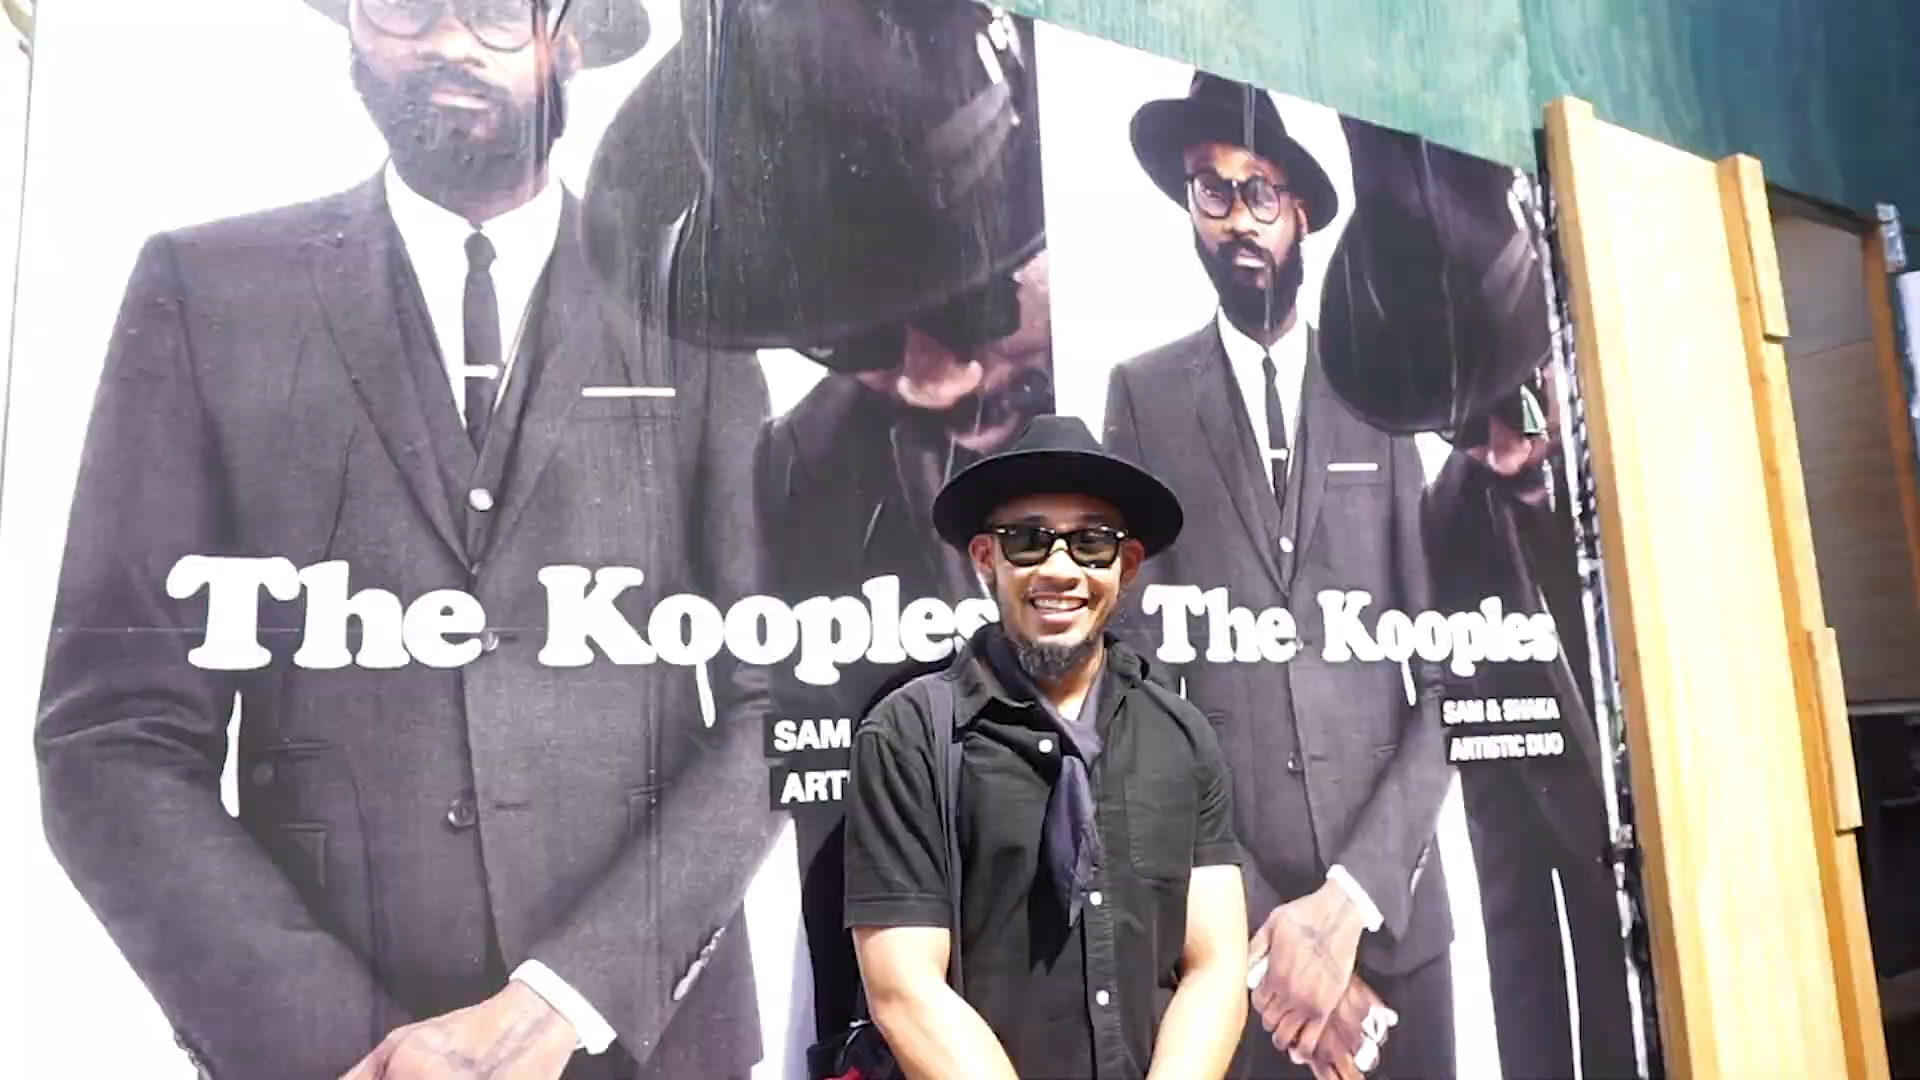 The Kooples
SAM
ART
The Kooples
SAM & SHAKA
ARTISTIC DUO